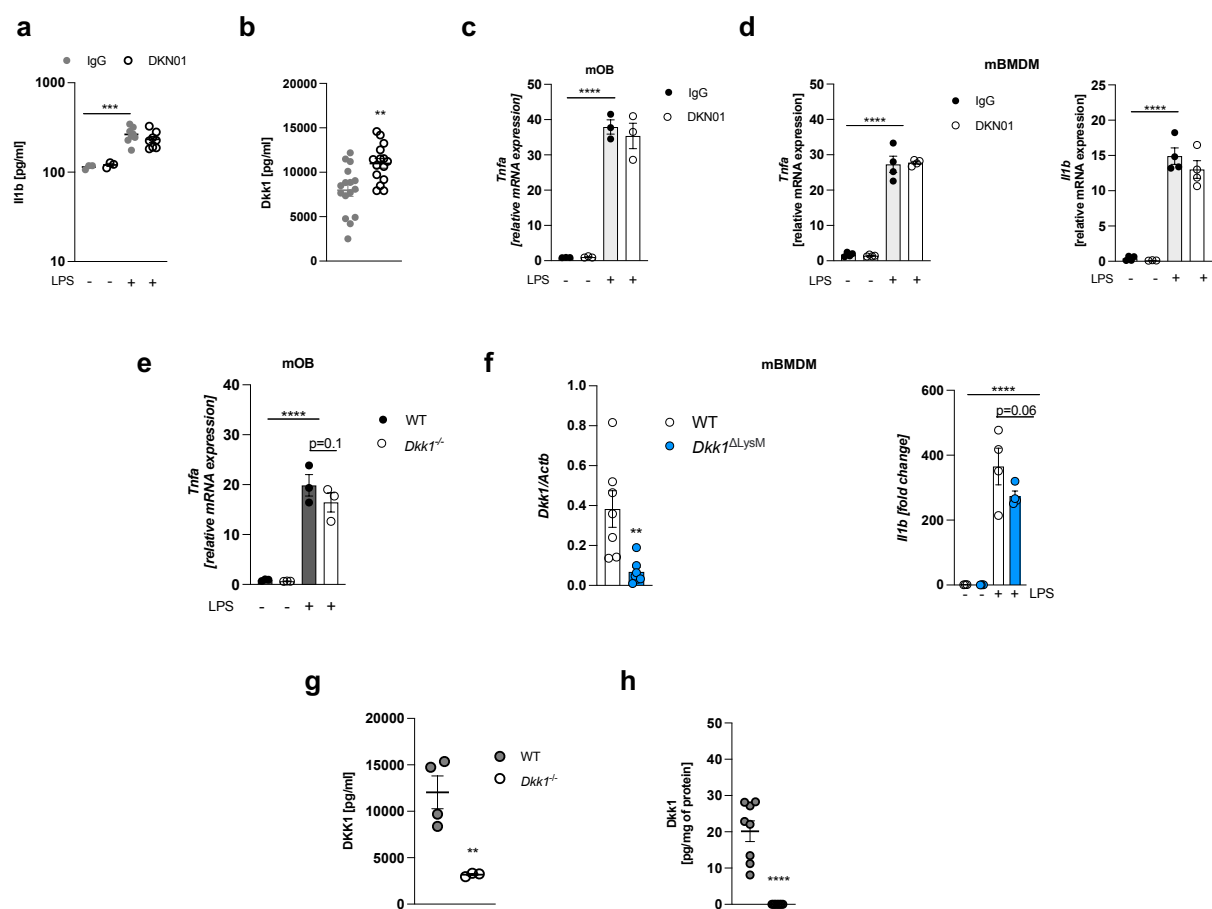 a
IgG DKN01
Il1b [pg/ml]
1000
100
10
***
LPS - - + +
b
Dkk1 [pg/ml]
20000
15000
10000
5000
0
**
c
mOB
Tnfa
[relative mRNA expression]
50
40
30
20
10
0
****
IgG
DKN01
LPS - - + +
d
mBMDM
Tnfa
[relative mRNA expression]
50
40
30
20
10
0
****
IgG
DKN01
LPS - - + +
Il1b
[relative mRNA expression]
25
20
15
10
5
0
****
- - + +
e
mOB
Tnfa
[relative mRNA expression]
40
30
20
10
0
****
p=0.1
WT
Dkk1-/-
LPS - - + +
f
mBMDM
Dkk1/Actb
1.0
0.8
0.6
0.4
0.2
0.0
**
WT
Dkk1ΔLysM
Il1b [fold change]
600
400
200
0
****
p=0.06
- - + + LPS
g
DKK1 [pg/ml]
20000
15000
10000
5000
0
**
WT
Dkk1-/-
h
Dkk1
[pg/mg of protein]
50
40
30
20
10
0
****